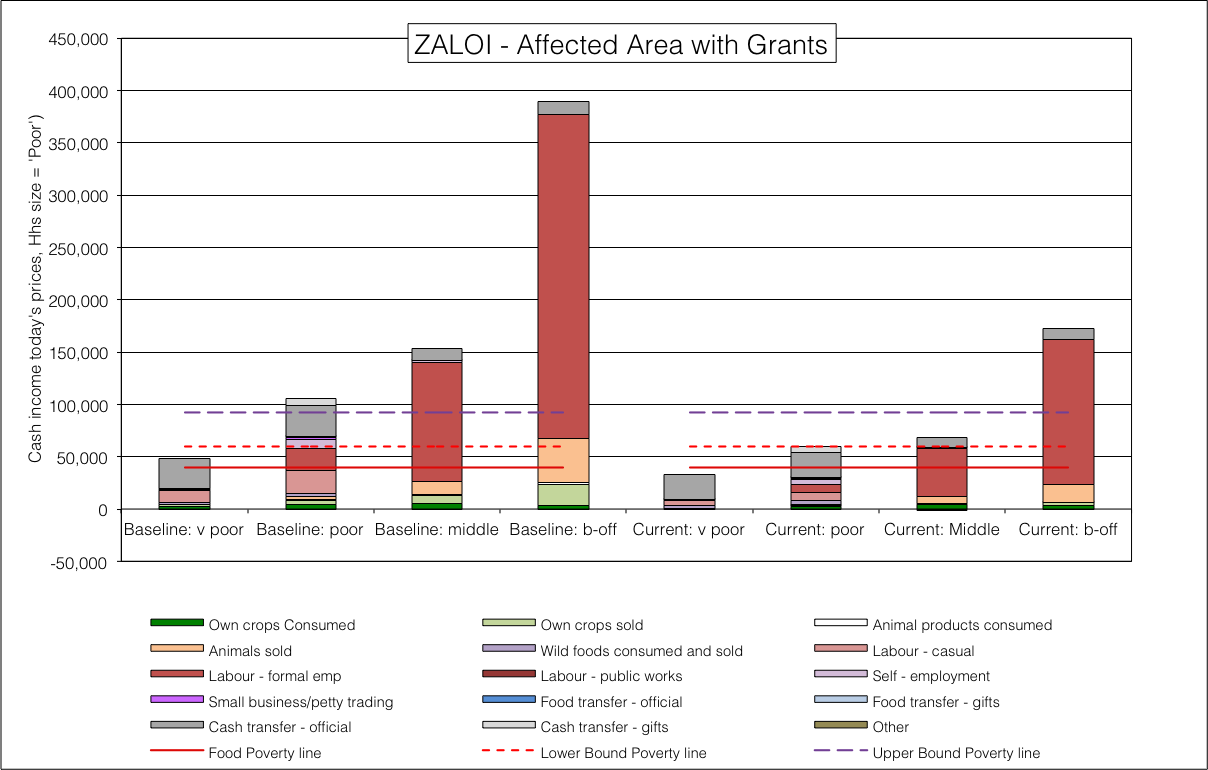 ZALOI - Affected Area with Grants
Cash income today's prices, Hhs size = 'Poor')
450,000
400,000
350,000
300,000
250,000
200,000
150,000
100,000
50,000
0
-50,000
Baseline: v poor Baseline: poor Baseline: middle Baseline: b-off Current: v poor Current: poor Current: Middle Current: b-off
Own crops Consumed Own crops sold Animal products consumed
Animals sold Wild foods consumed and sold Labour - casual
Labour - formal emp Labour - public works Self - employment
Small business/petty trading Food transfer - official Food transfer - gifts
Cash transfer - official Cash transfer - gifts Other
Food Poverty line Lower Bound Poverty line Upper Bound Poverty line